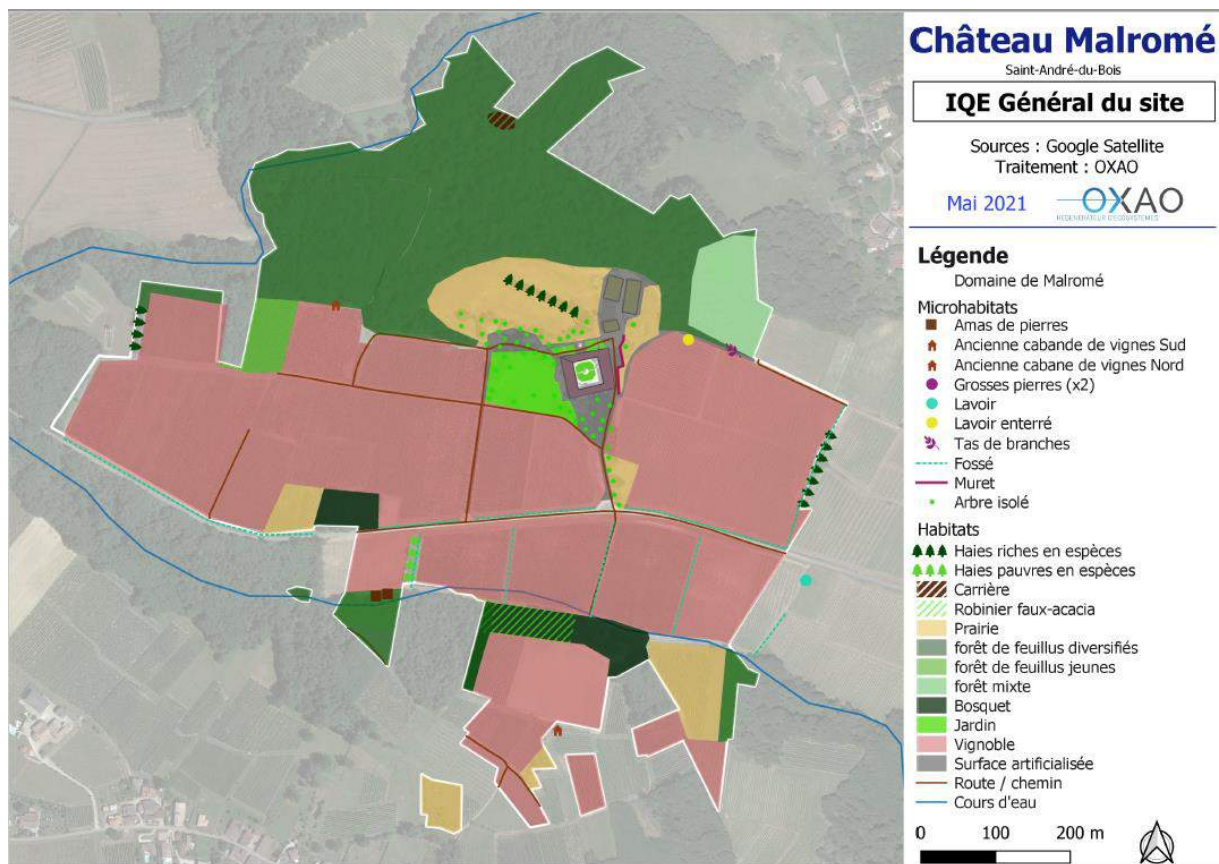 Château Malromé
Saint-André-du-Bois
IQE Général du site
Sources : Google Satellite
Traitement : OXAO
Mai 2021
OXAO
RÉGÉNÉRATEUR D'ÉCOSYSTÈMES
Légende
Domaine de Malromé
Microhabitats
Amas de pierres
Ancienne cabande de vignes Sud
Ancienne cabane de vignes Nord
Grosses pierres (x2)
Lavoir
Lavoir enterré
Tas de branches
Fossé
Muret
Arbre isolé
Habitats
Haies riches en espèces
Haies pauvres en espèces
Carrière
Robinier faux-acacia
Prairie
forêt de feuillus diversifiés
forêt de feuillus jeunes
forêt mixte
Bosquet
Jardin
Vignoble
Surface artificialisée
Route / chemin
Cours d'eau
0 100 200 m